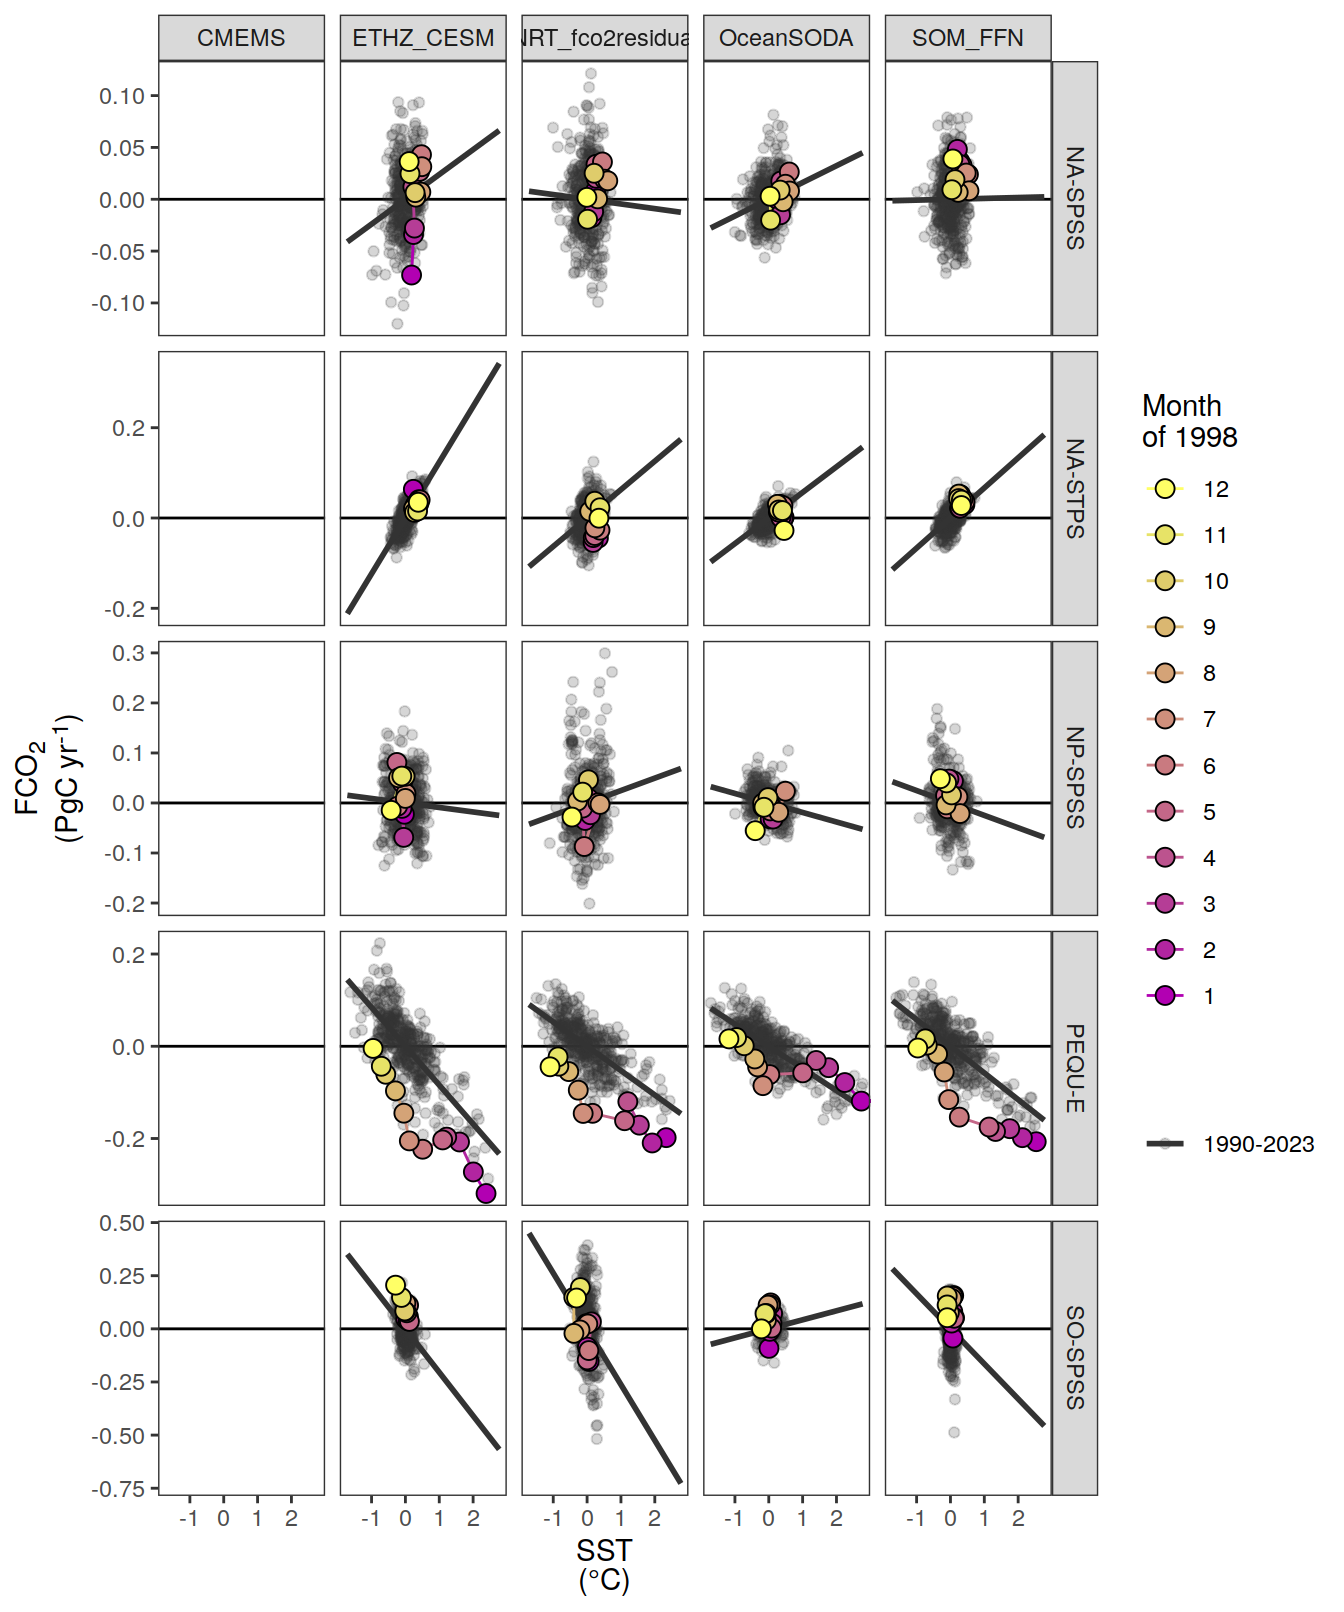 CMEMS ETHZ_CESM NRT_fco2residua OceanSODA SOM_FFN
0.10
0.05
0.00
-0.05
-0.10
NA-SPSS
0.2
0.0
-0.2
NA-STPS
0.3
0.2
0.1
0.0
-0.1
-0.2
NP-SPSS
0.2
0.0
-0.2
PEQU-E
0.50
0.25
0.00
-0.25
-0.50
-0.75
SO-SPSS
-1 0 1 2 -1 0 1 2 -1 0 1 2 -1 0 1 2 -1 0 1 2
SST
(°C)
FCO₂
(PgC yr⁻¹)
Month
of 1998
12
11
10
9
8
7
6
5
4
3
2
1
1990-2023